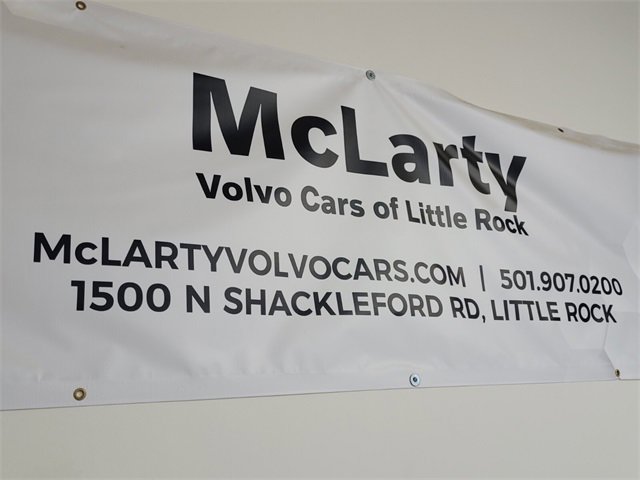 McLarty
Volvo Cars of Little Rock
McLARTYVOLVOCARS.COM | 501.907.0200
1500 N SHACKLEFORD RD, LITTLE ROCK